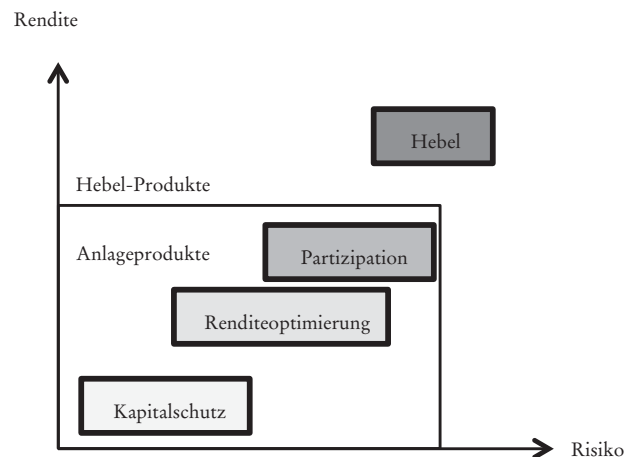 Rendite
Hebel
Hebel-Produkte
Anlageprodukte
Partizipation
Renditeoptimierung
Kapitalschutz
Risiko